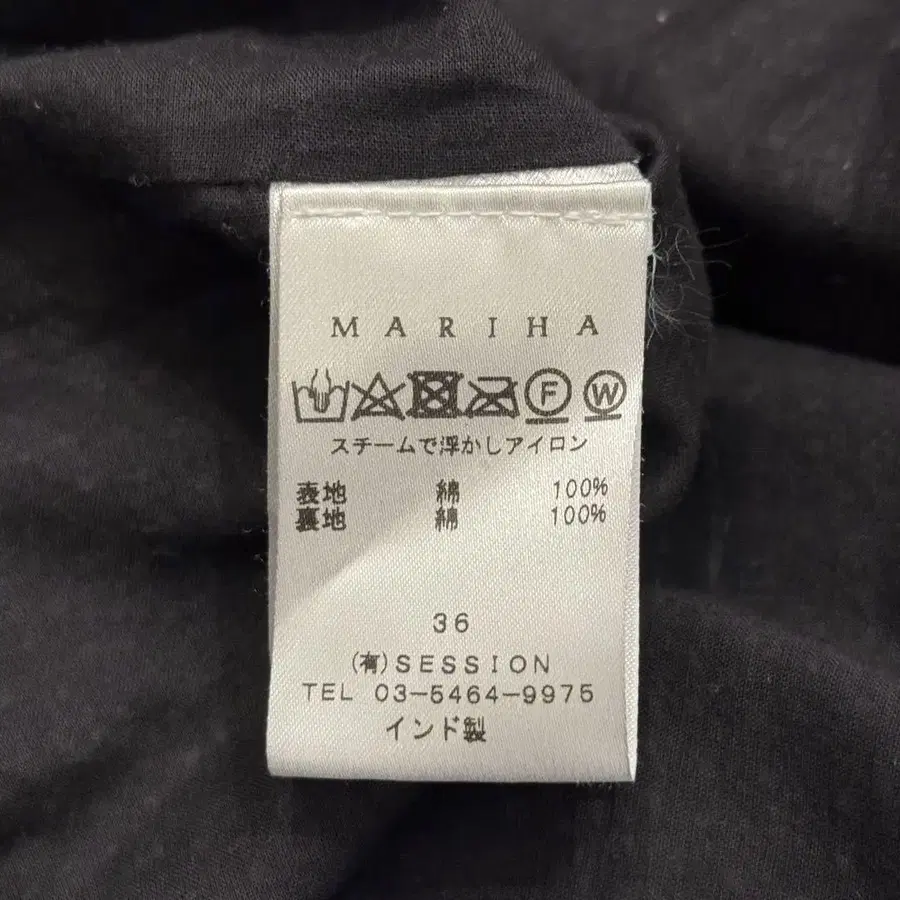 MARIHA
F W
スチームで浮かしアイロン
表地 綿 100%
裏地 綿 100%
36
(有)SESSION
TEL 03-5464-9975
インド製